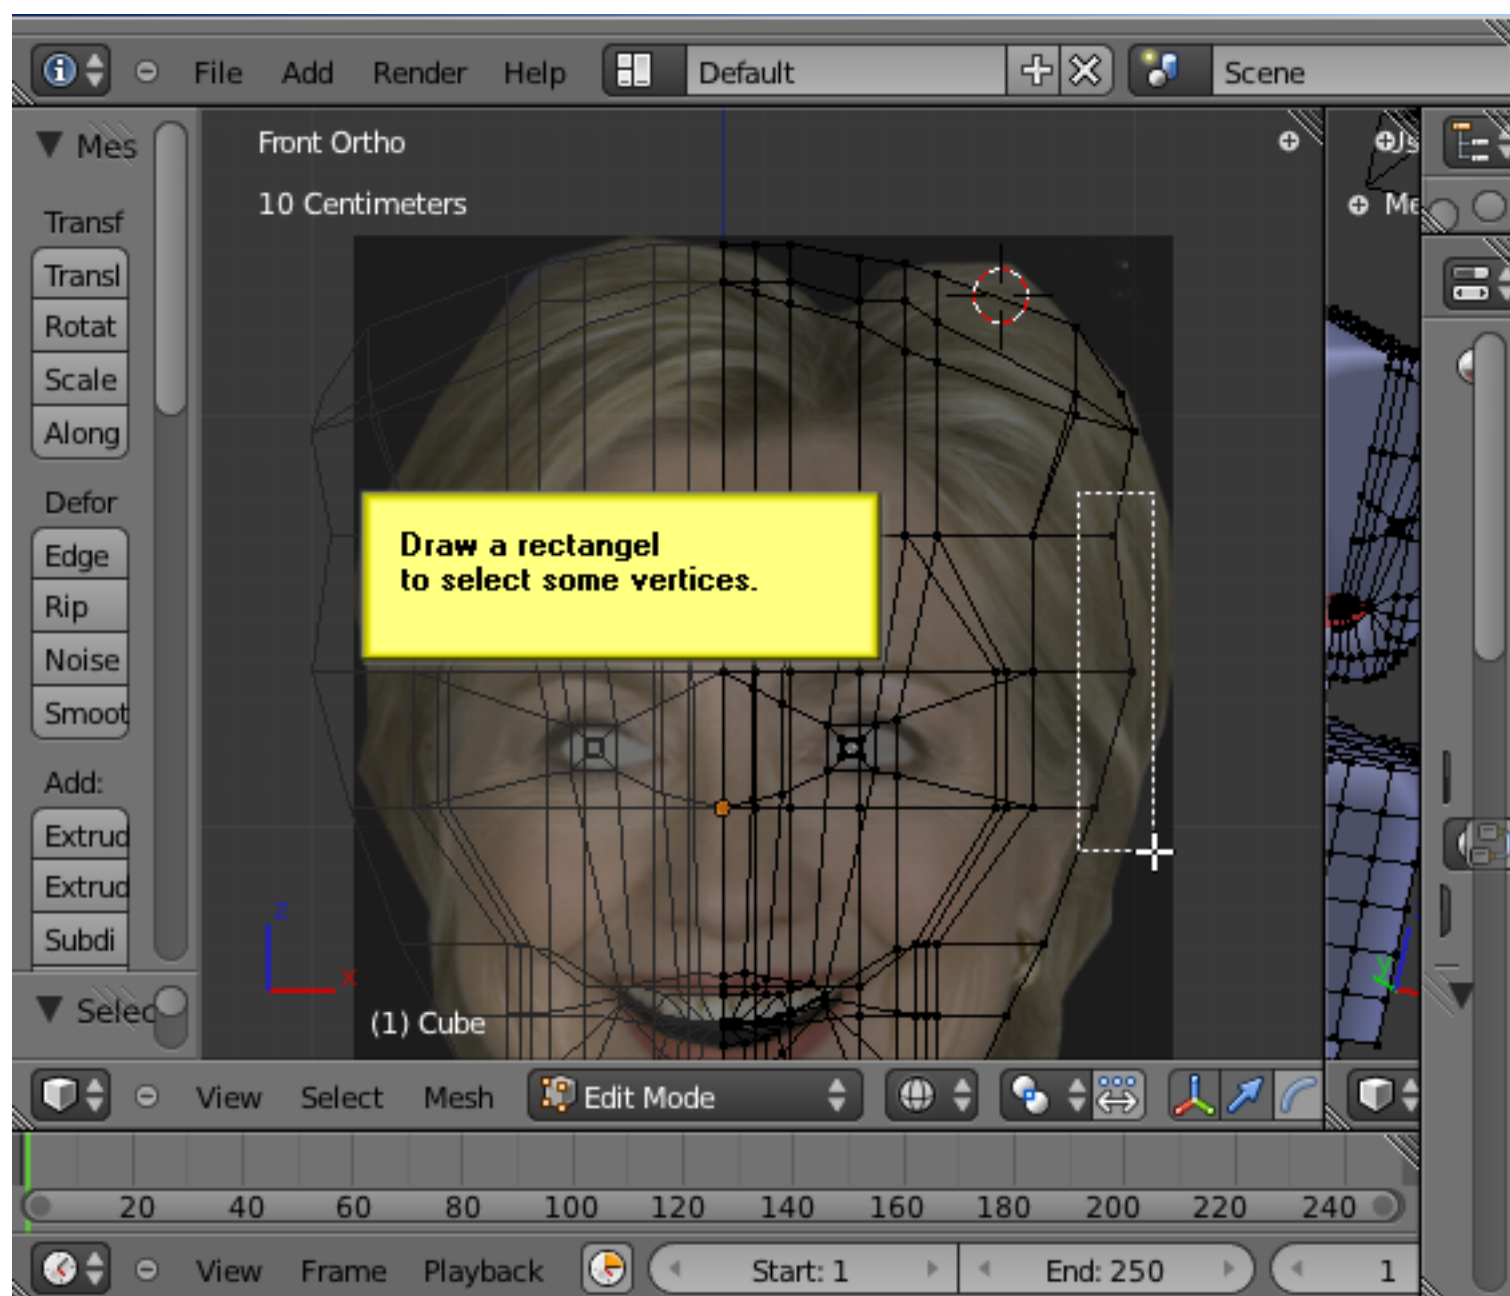 File Add Render Help Default Scene
Mes
Front Ortho
10 Centimeters
Transf
Transl
Rotat
Scale
Along
Defor
Edge
Rip
Noise
Smoot
Add:
Extrud
Extrud
Subdi
Selec
Draw a rectangel
to select some vertices.
z
x
(1) Cube
Me
y
View Select Mesh Edit Mode
20 40 60 80 100 120 140 160 180 200 220 240
View Frame Playback Start: 1 End: 250 1